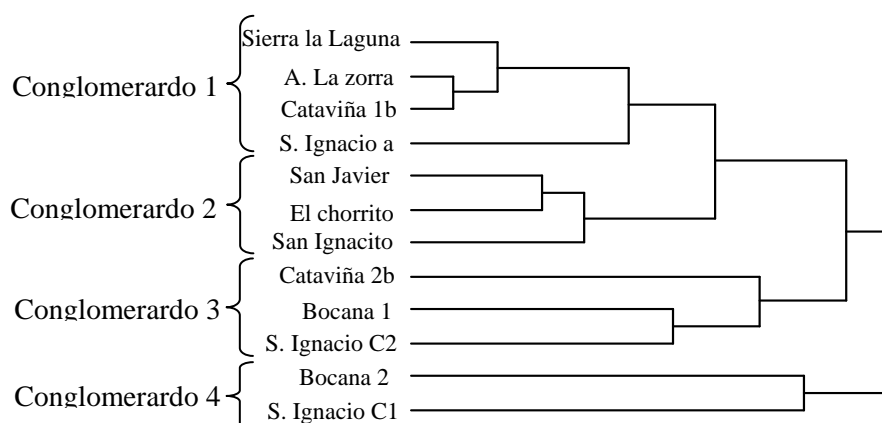 Conglomerardo 1
Sierra la Laguna
A. La zorra
Cataviña 1b
S. Ignacio a
Conglomerardo 2
San Javier
El chorrito
San Ignacito
Conglomerardo 3
Cataviña 2b
Bocana 1
S. Ignacio C2
Conglomerardo 4
Bocana 2
S. Ignacio C1